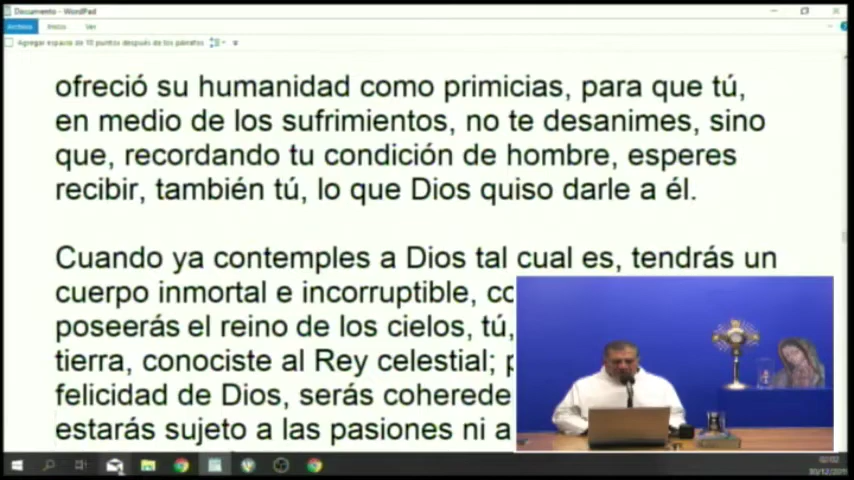 Documento - WordPad
Archivo Inicio Ver
Agregar espacio de 10 puntos después de los párrafos
ofreció su humanidad como primicias, para que tú,
en medio de los sufrimientos, no te desanimes, sino
que, recordando tu condición de hombre, esperes
recibir, también tú, lo que Dios quiso darle a él.
Cuando ya contemples a Dios tal cual es, tendrás un
cuerpo inmortal e incorruptible, co
poseerás el reino de los cielos, tú,
tierra, conociste al Rey celestial; p
felicidad de Dios, serás coherede
estarás sujeto a las pasiones ni a
02:02